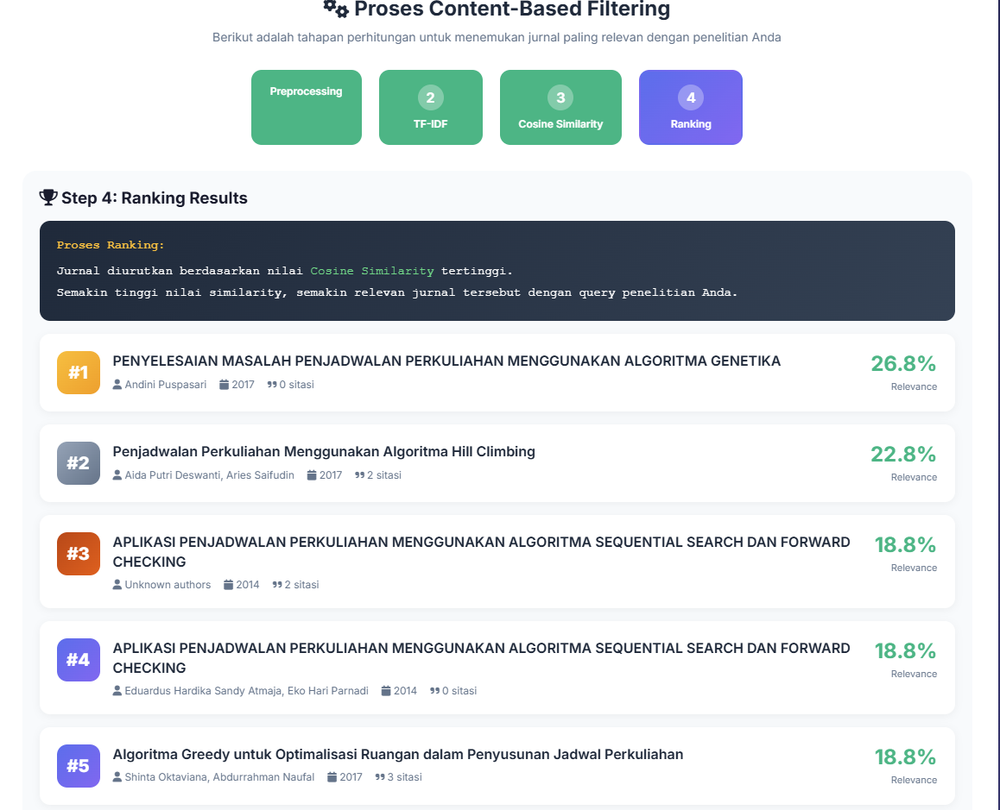 Proses Content-Based Filtering
Berikut adalah tahapan perhitungan untuk menemukan jurnal paling relevan dengan penelitian Anda
Preprocessing
2
TF-IDF
3
Cosine Similarity
4
Ranking
Step 4: Ranking Results
Proses Ranking:
Jurnal diurutkan berdasarkan nilai Cosine Similarity tertinggi.
Semakin tinggi nilai similarity, semakin relevan jurnal tersebut dengan query penelitian Anda.
#1
PENYELESAIAN MASALAH PENJADWALAN PERKULIAHAN MENGGUNAKAN ALGORITMA GENETIKA
Andini Puspasari 2017 0 sitasi
26.8%
Relevance
#2
Penjadwalan Perkuliahan Menggunakan Algoritma Hill Climbing
Aida Putri Deswanti, Aries Saifudin 2017 2 sitasi
22.8%
Relevance
#3
APLIKASI PENJADWALAN PERKULIAHAN MENGGUNAKAN ALGORITMA SEQUENTIAL SEARCH DAN FORWARD
CHECKING
Unknown authors 2014 2 sitasi
18.8%
Relevance
#4
APLIKASI PENJADWALAN PERKULIAHAN MENGGUNAKAN ALGORITMA SEQUENTIAL SEARCH DAN FORWARD
CHECKING
Eduardus Hardika Sandy Atmaja, Eko Hari Parnadi 2014 0 sitasi
18.8%
Relevance
#5
Algoritma Greedy untuk Optimalisasi Ruangan dalam Penyusunan Jadwal Perkuliahan
Shinta Oktaviana, Abdurrahman Naufal 2017 3 sitasi
18.8%
Relevance